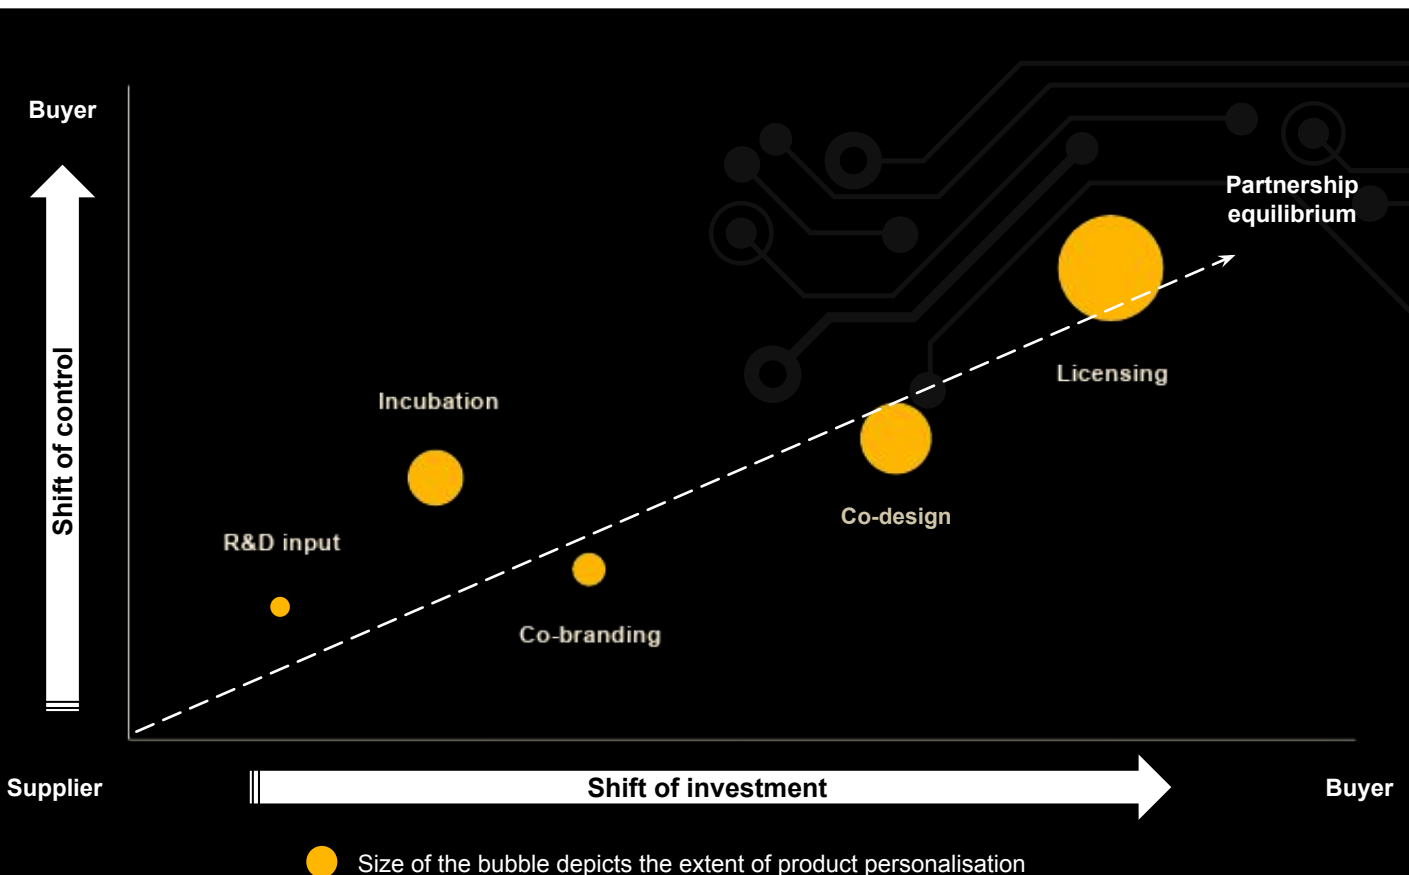 Buyer
Partnership
equilibrium
Licensing
Incubation
Shift of control
Co-design
R&D input
Co-branding
Supplier
Shift of investment
Buyer
Size of the bubble depicts the extent of product personalisation